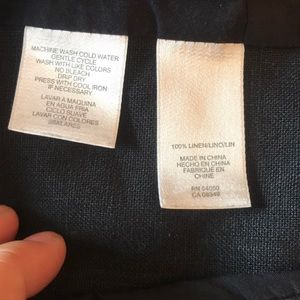 MACHINE WASH COLD WATER
GENTLE CYCLE
WASH WITH LIKE COLORS
NO BLEACH
DRIP DRY
PRESS WITH COOL IRON
IF NECESSARY
LAVAR A MAQUINA
EN AGUA FRIA
CICLO SUAVE
LAVAR CON COLORES
100% LINEN/LINO/LIN
MADE IN CHINA
HECHO EN CHINA
FABRIQUÉ EN
CHINE
RN 04050
CA 08349